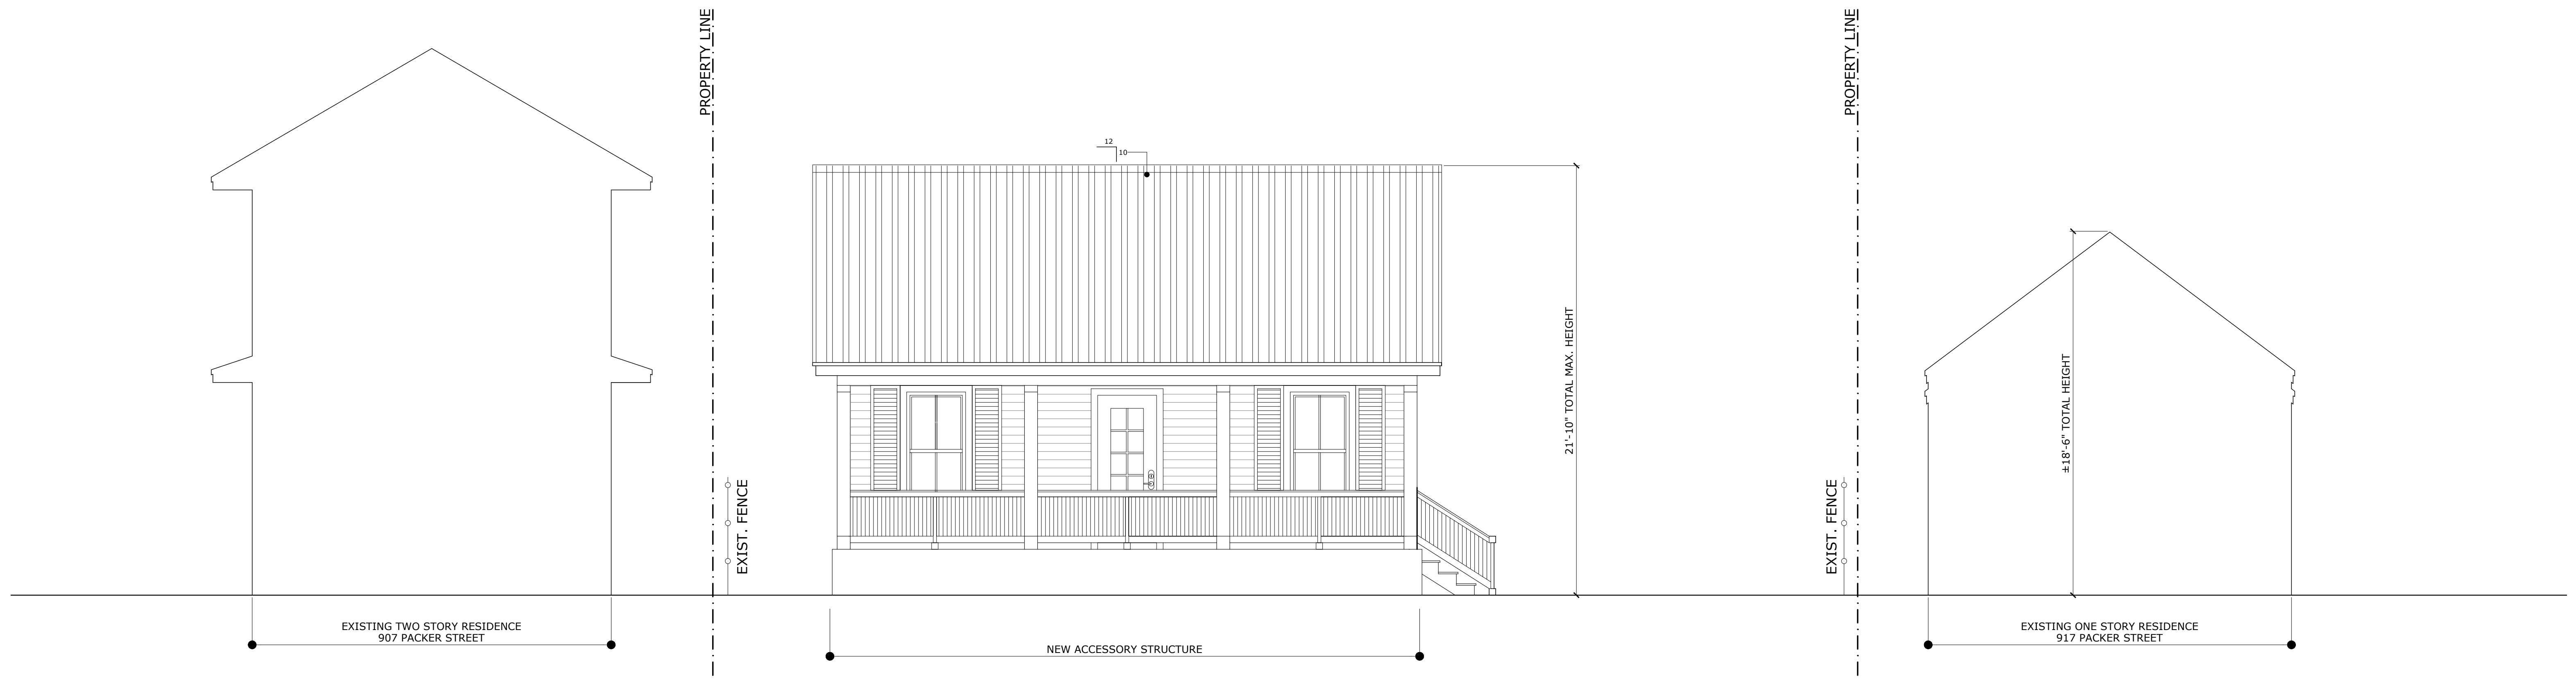 PROPERTY LINE
PROPERTY LINE
12
10
21'-10" TOTAL MAX. HEIGHT
±18'-6" TOTAL HEIGHT
EXIST. FENCE
EXIST. FENCE
EXISTING TWO STORY RESIDENCE
907 PACKER STREET
NEW ACCESSORY STRUCTURE
EXISTING ONE STORY RESIDENCE
917 PACKER STREET